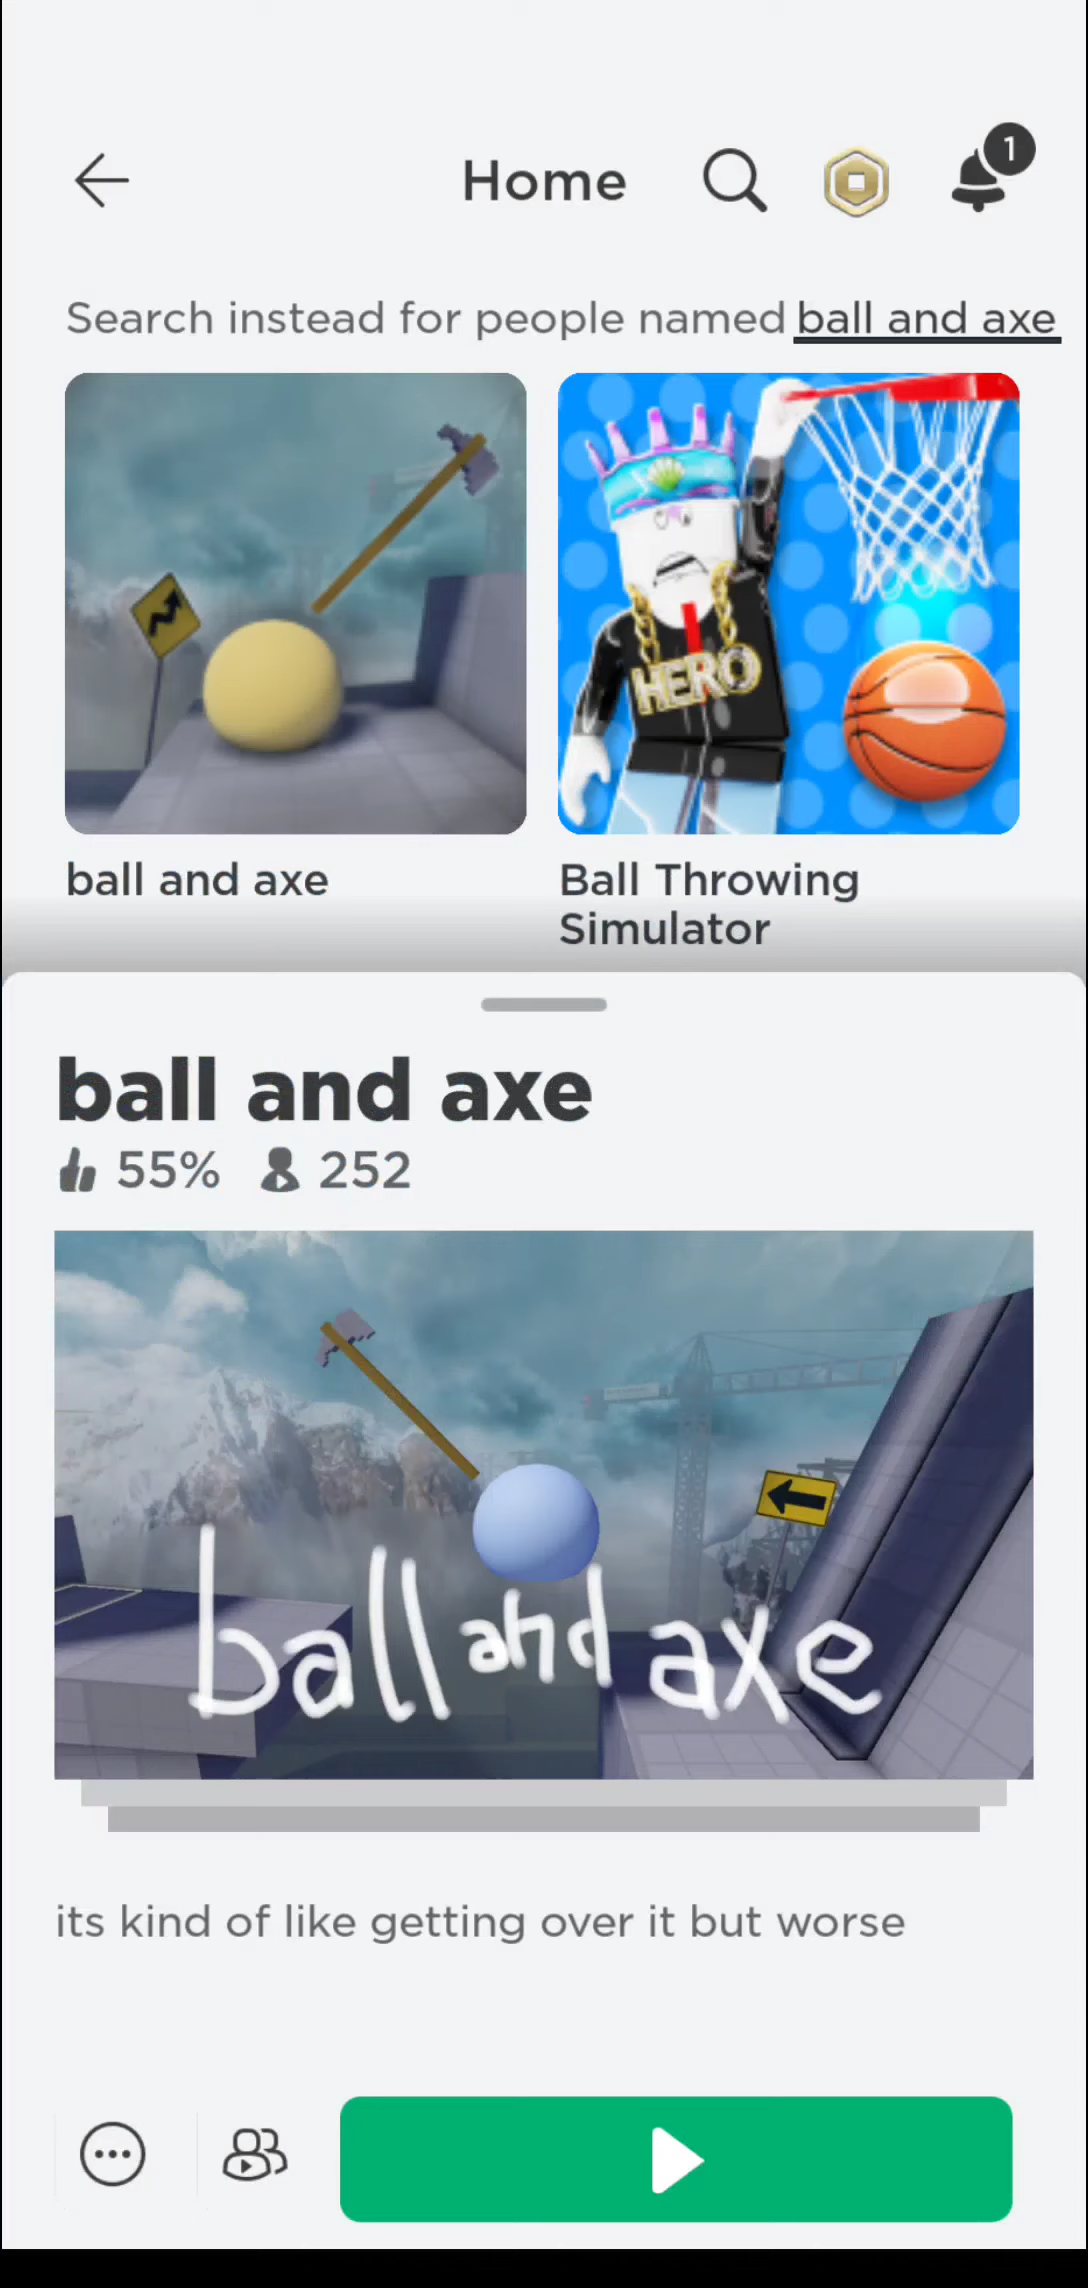 Home
1
Search instead for people named ball and axe
HERO
ball and axe
Ball Throwing
Simulator
ball and axe
55% 252
ball and axe
its kind of like getting over it but worse